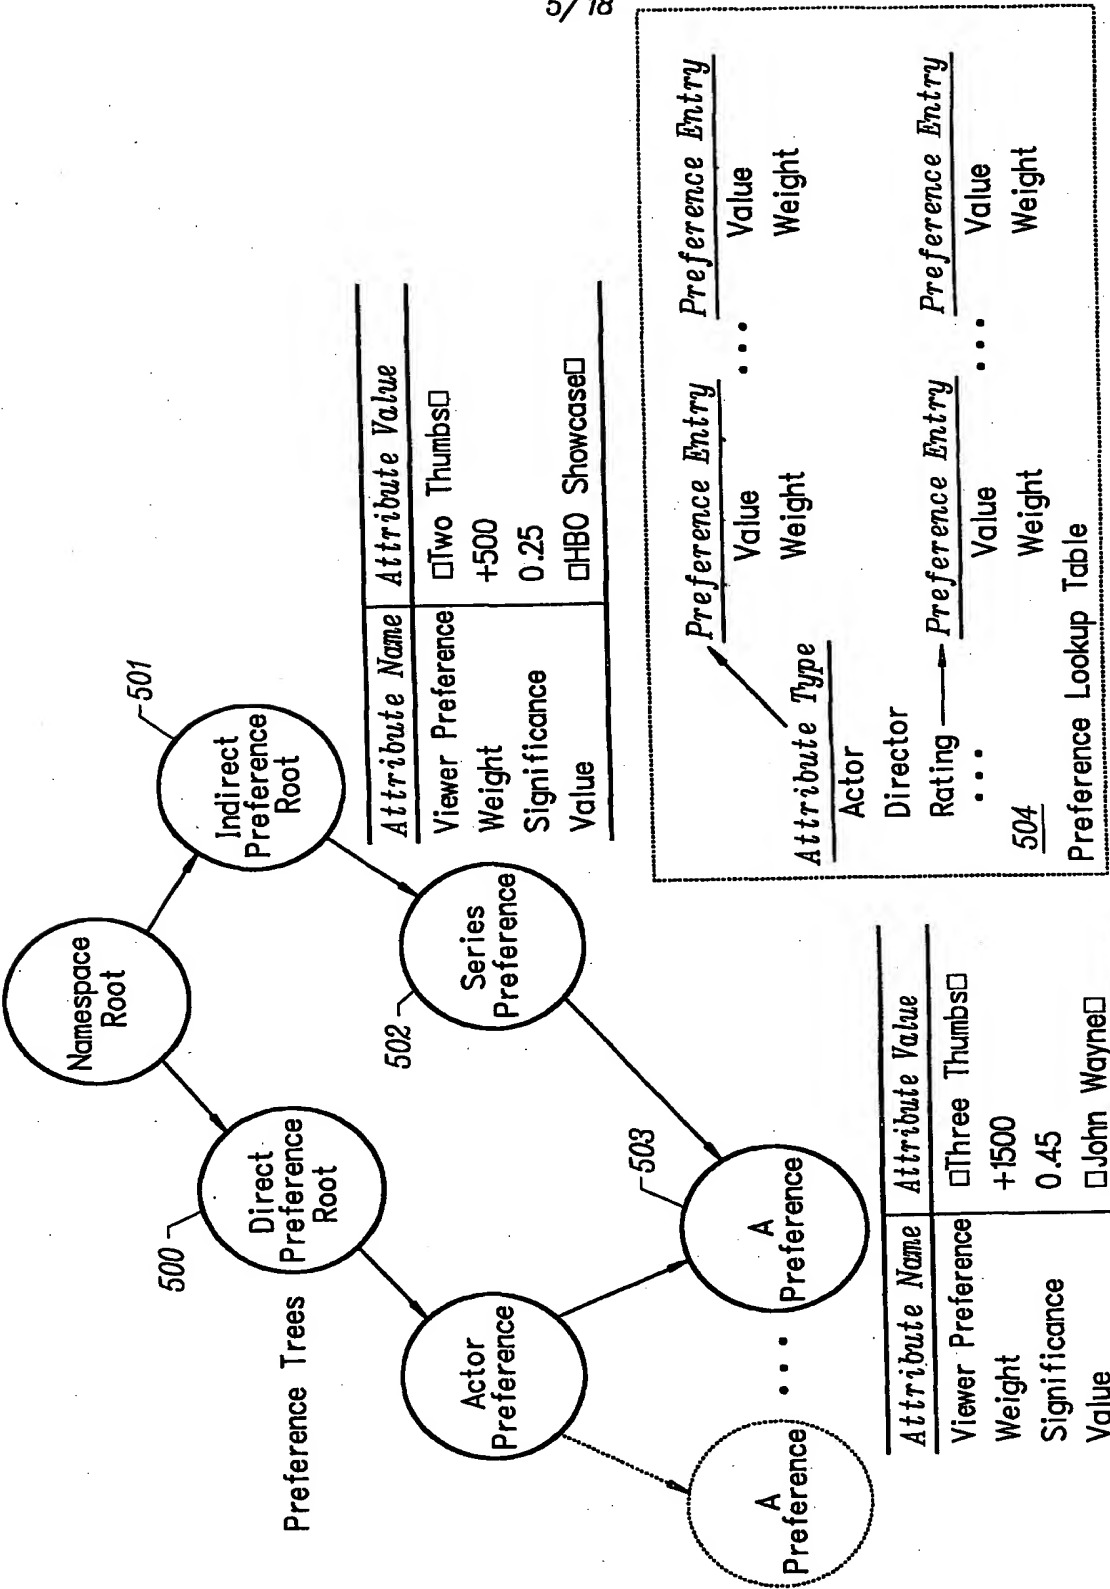 5/18
Preference Trees
Namespace
Root
500
Direct
Preference
Root
Indirect
Preference
Root
501
Actor
Preference
502
Series
Preference
A
Preference
...
A
Preference
503
Attribute Name Attribute Value
Viewer Preference □Two Thumbs□
Weight +500
Significance 0.25
Value □HBO Showcase□
Attribute Name Attribute Value
Viewer Preference □Three Thumbs□
Weight +1500
Significance 0.45
Value □John Wayne□
Attribute Type
Actor
Director
Rating
...
Preference Entry ... Preference Entry
Value Value
Weight Weight
Preference Entry ... Preference Entry
Value Value
Weight Weight
504
Preference Lookup Table